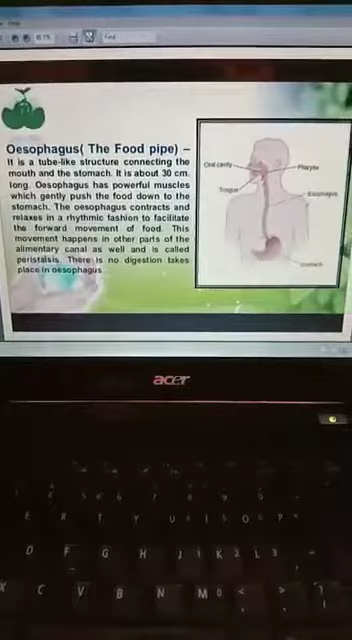 Help
Find
Oesophagus( The Food pipe) –
It is a tube-like structure connecting the
mouth and the stomach. It is about 30 cm.
long. Oesophagus has powerful muscles
which gently push the food down to the
stomach. The oesophagus contracts and
relaxes in a rhythmic fashion to facilitate
the forward movement of food. This
movement happens in other parts of the
alimentary canal as well and is called
peristalsis. There is no digestion takes
place in oesophagus
Oral cavity
Pharynx
Tongue
Esophagus
Stomach
acer
E R T Y U I O P
D F G H J K L
X C V B N M